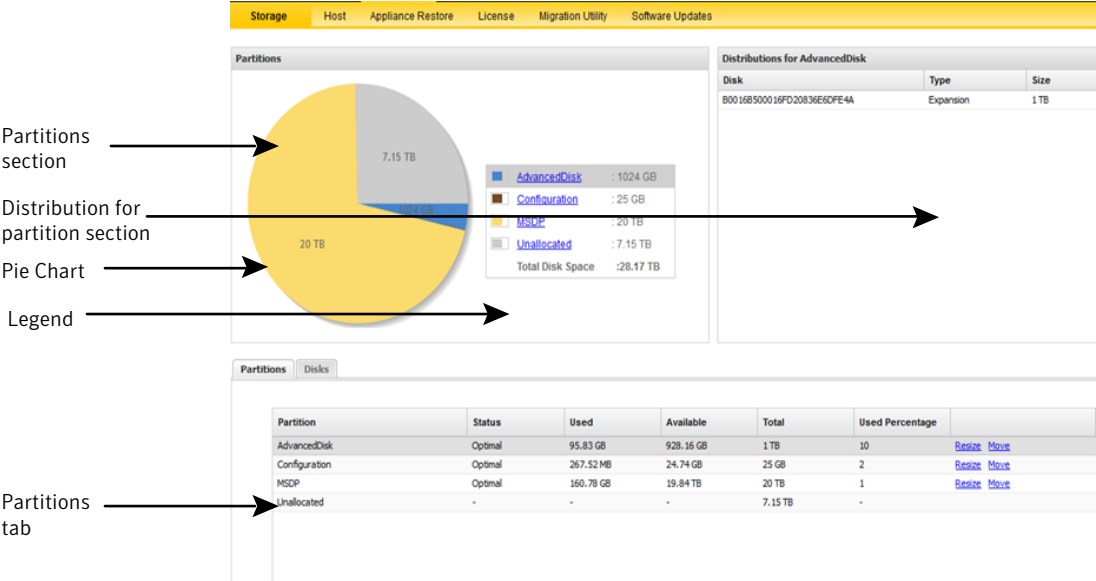 Storage Host Appliance Restore License Migration Utility Software Updates
Partitions
Distributions for AdvancedDisk
Disk Type Size
B0016B500016FD20836E6DFE4A Expansion 1 TB
Partitions
section
Distribution for
partition section
Pie Chart
Legend
7.15 TB
1024 GB
20 TB
AdvancedDisk : 1024 GB
Configuration : 25 GB
MSDP : 20 TB
Unallocated : 7.15 TB
Total Disk Space :28.17 TB
Partitions Disks
Partition Status Used Available Total Used Percentage
AdvancedDisk Optimal 95.83 GB 928.16 GB 1 TB 10 Resize Move
Configuration Optimal 267.52 MB 24.74 GB 25 GB 2 Resize Move
MSDP Optimal 160.78 GB 19.84 TB 20 TB 1 Resize Move
Unallocated - - - 7.15 TB -
Partitions
tab